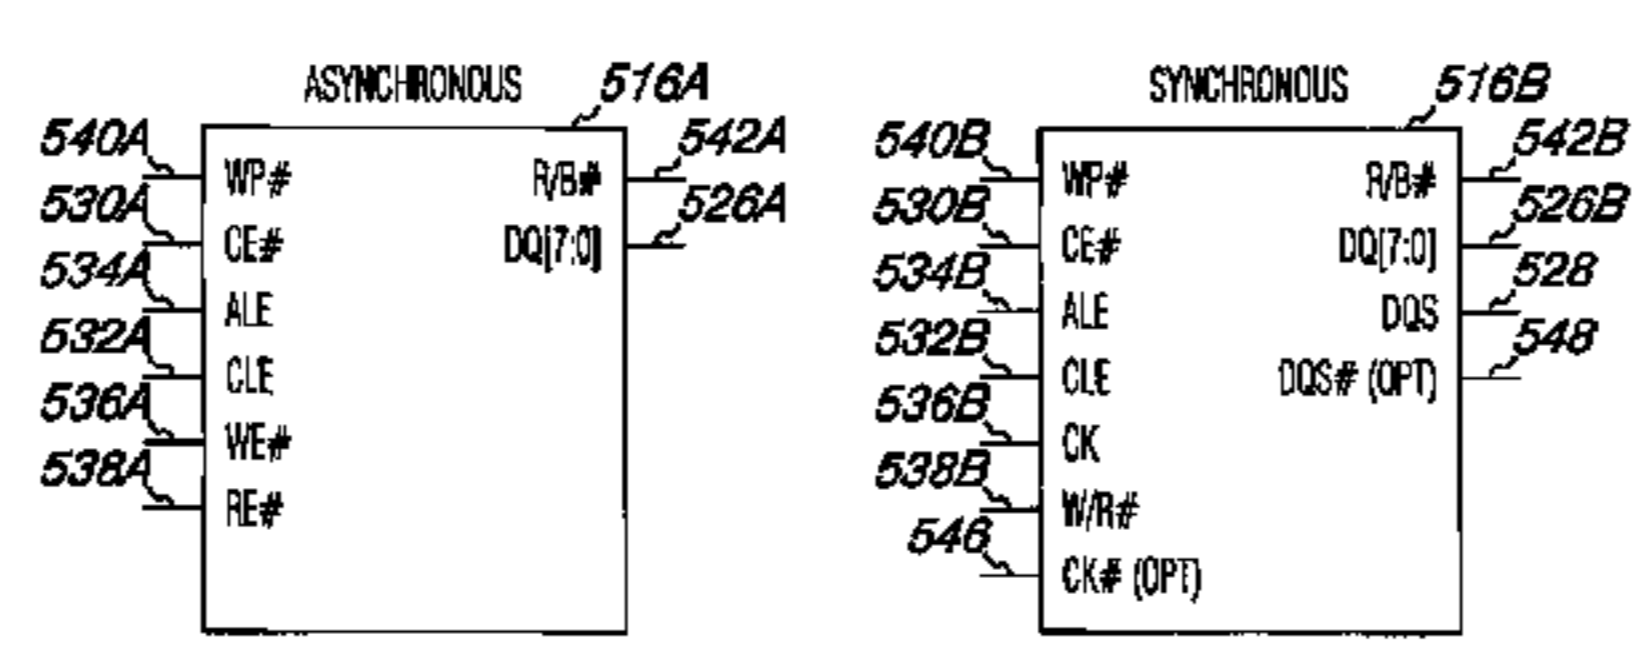 ASYNCHRONOUS 516A
540A WP# R/B# 542A
530A CE# DQ[7:0] 526A
534A ALE
532A CLE
536A WE#
538A RE#
SYNCHRONOUS 516B
540B WP# R/B# 542B
530B CE# DQ[7:0] 526B
534B ALE DQS 528
532B CLE DQS# (OPT) 548
536B CK
538B W/R#
546 CK# (OPT)